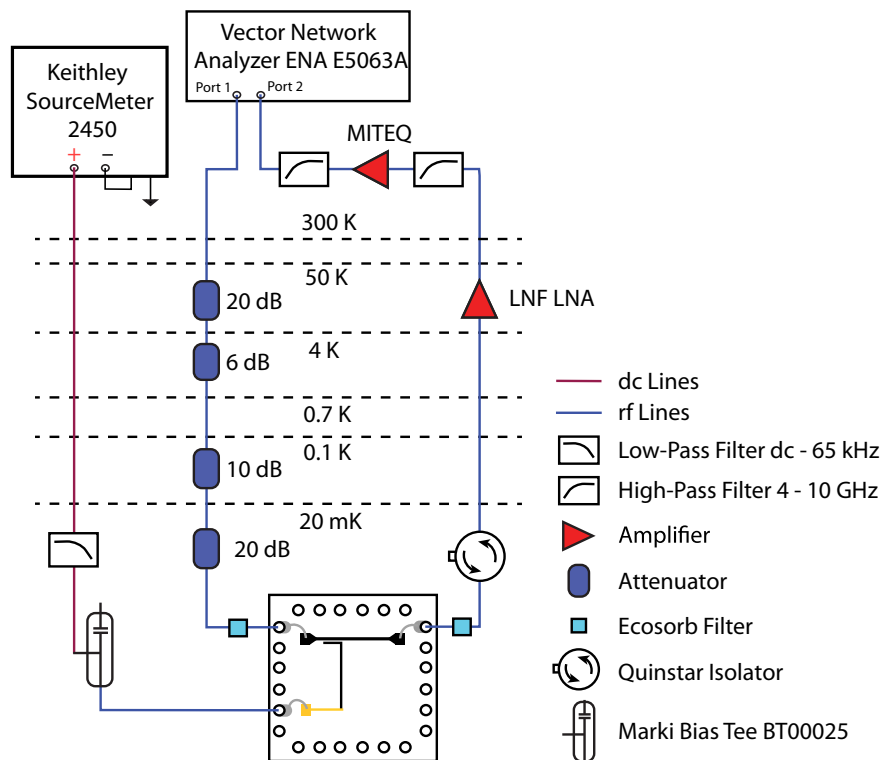 Vector Network
Analyzer ENA E5063A
Port 1
Port 2
Keithley
SourceMeter
2450
+
−
MITEQ
300 K
50 K
20 dB
LNF LNA
4 K
6 dB
0.7 K
0.1 K
10 dB
20 mK
20 dB
dc Lines
rf Lines
Low-Pass Filter dc - 65 kHz
High-Pass Filter 4 - 10 GHz
Amplifier
Attenuator
Ecosorb Filter
Quinstar Isolator
Marki Bias Tee BT00025